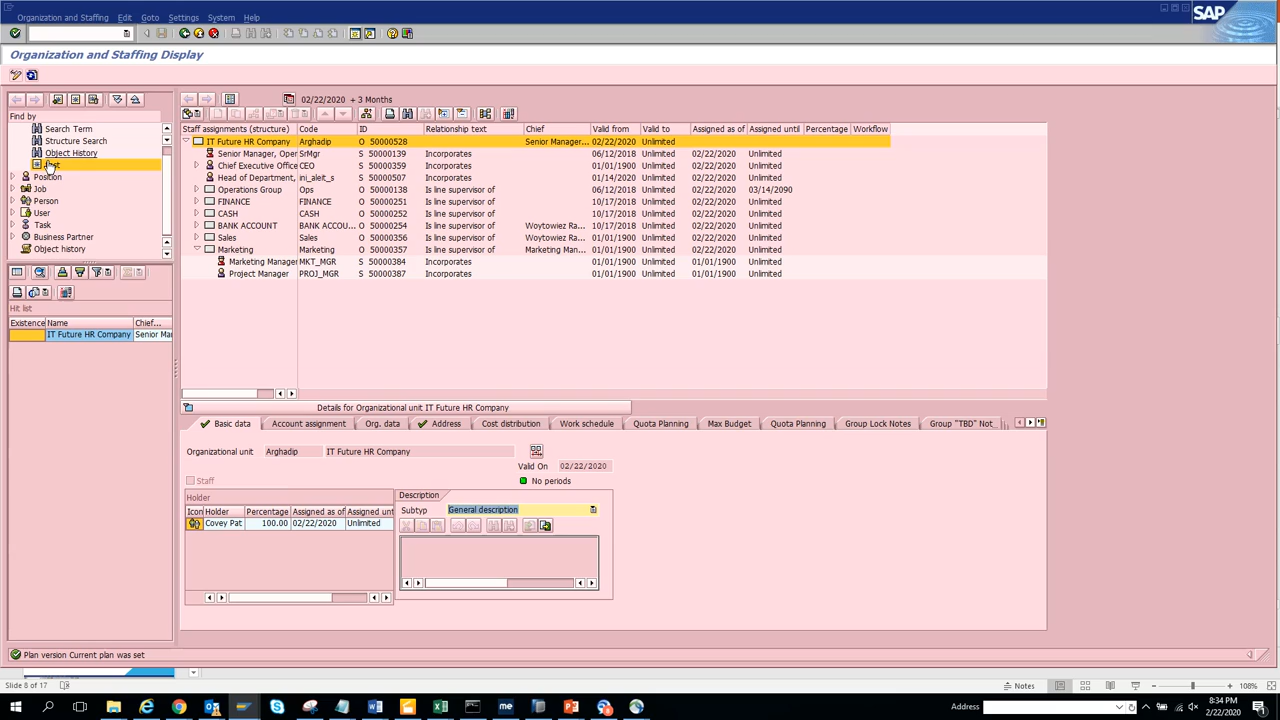 Organization and Staffing Edit Goto Settings System Help
SAP
Organization and Staffing Display
02/22/2020 + 3 Months
Find by
Search Term
Structure Search
Object History
Position
Job
Person
User
Task
Business Partner
Object history
Hit list
Existence Name Chief...
IT Future HR Company Senior Mar
Staff assignments (structure) Code ID Relationship text Chief Valid from Valid to Assigned as of Assigned until Percentage Workflow
IT Future HR Company Arghadip O 50000528 Senior Manager... 02/22/2020 Unlimited
Senior Manager, Oper SrMgr S 50000139 Incorporates 06/12/2018 Unlimited 02/22/2020 Unlimited
Chief Executive Office CEO S 50000359 Incorporates 01/01/1900 Unlimited 02/22/2020 Unlimited
Head of Department, ini_aleit_s S 50000507 Incorporates 01/14/2020 Unlimited 02/22/2020 Unlimited
Operations Group Ops O 50000138 Is line supervisor of 06/12/2018 Unlimited 02/22/2020 03/14/2090
FINANCE FINANCE O 50000251 Is line supervisor of 10/17/2018 Unlimited 02/22/2020 Unlimited
CASH CASH O 50000252 Is line supervisor of 10/17/2018 Unlimited 02/22/2020 Unlimited
BANK ACCOUNT BANK ACCOU... O 50000254 Is line supervisor of Woytowiez Ra... 10/17/2018 Unlimited 02/22/2020 Unlimited
Sales Sales O 50000356 Is line supervisor of Woytowiez Ra... 01/01/1900 Unlimited 02/22/2020 Unlimited
Marketing Marketing O 50000357 Is line supervisor of Marketing Man... 01/01/1900 Unlimited 02/22/2020 Unlimited
Marketing Manager MKT_MGR S 50000384 Incorporates 01/01/1900 Unlimited 01/01/1900 Unlimited
Project Manager PROJ_MGR S 50000387 Incorporates 01/01/1900 Unlimited 01/01/1900 Unlimited
Details for Organizational unit IT Future HR Company
Basic data Account assignment Org. data Address Cost distribution Work schedule Quota Planning Max Budget Quota Planning Group Lock Notes Group "TBD" Not
Organizational unit Arghadip IT Future HR Company
Valid On 02/22/2020
Staff
No periods
Holder
Icon Holder Percentage Assigned as of Assigned unt
Covey Pat 100.00 02/22/2020 Unlimited
Description
Subtyp General description
Plan version Current plan was set
Slide 8 of 17
Notes
108%
Address
8:34 PM
2/22/2020